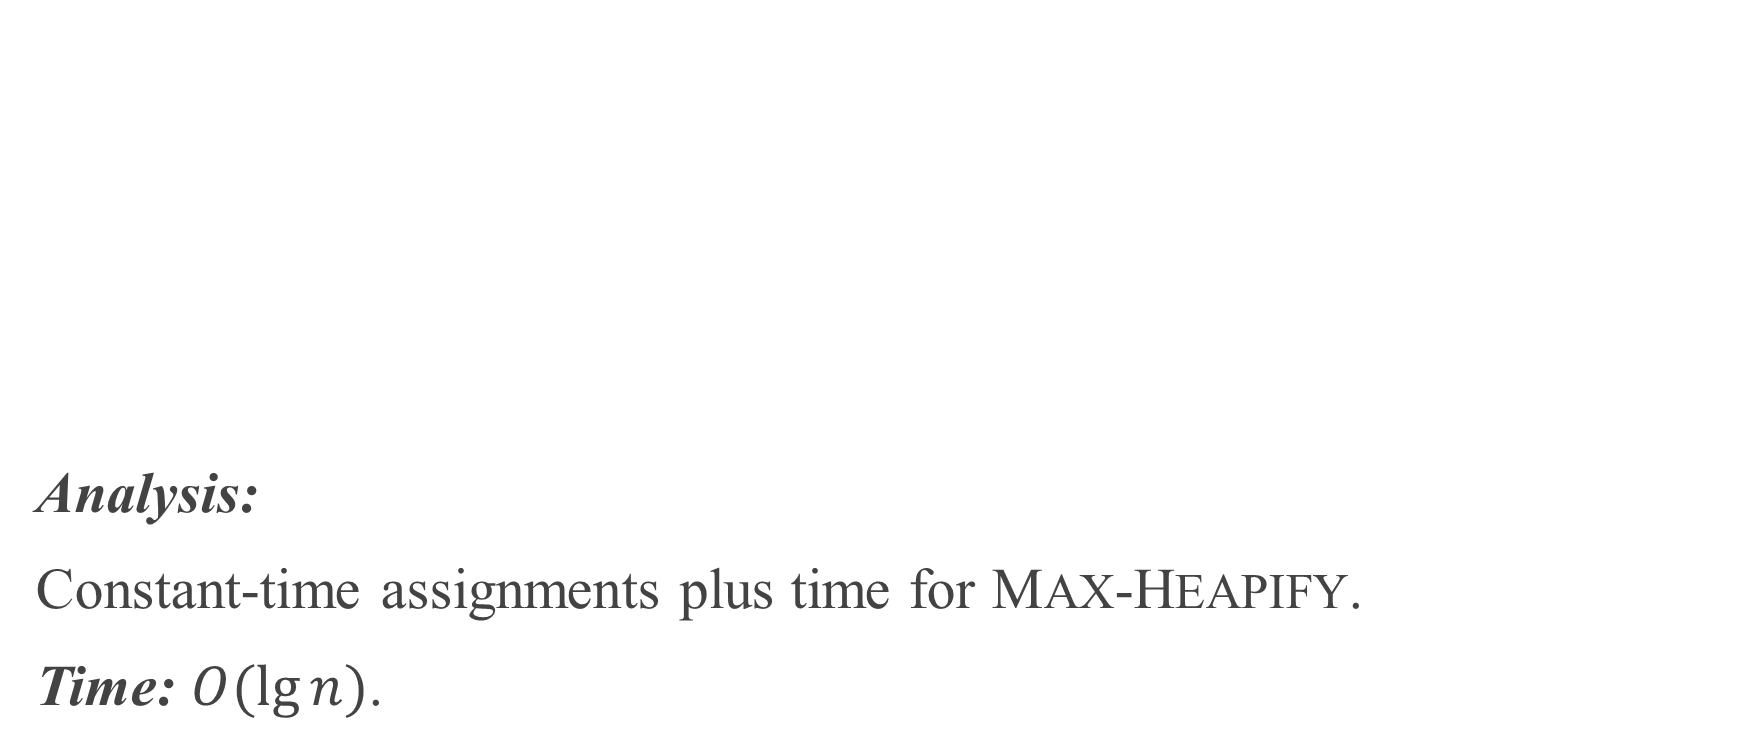 Analysis:
Constant-time assignments plus time for MAX-HEAPIFY.
Time: O(lg n).